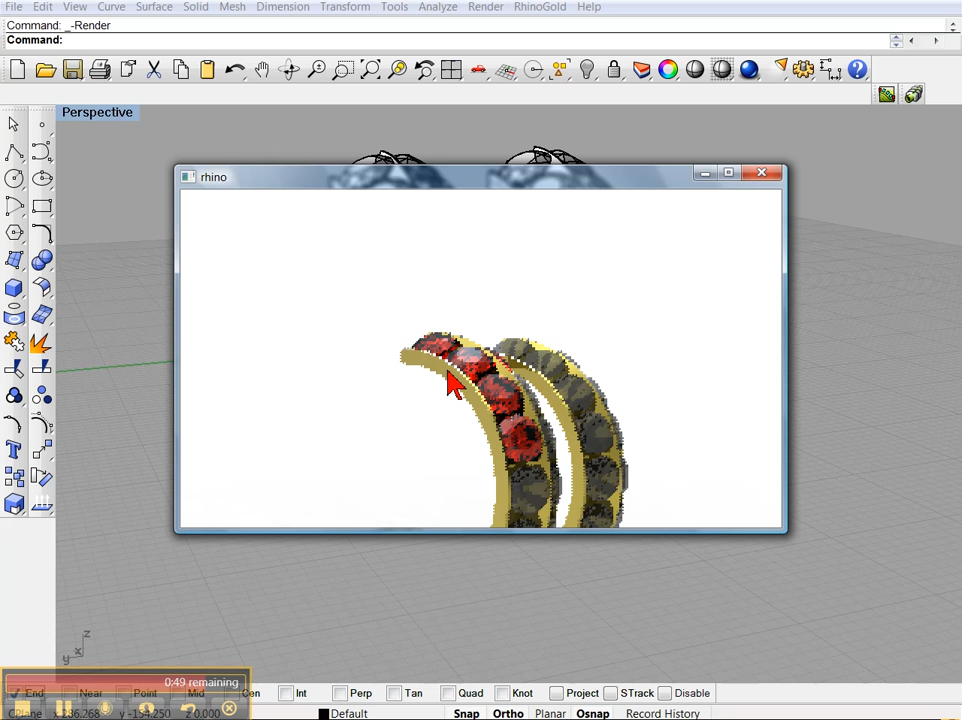 File Edit View Curve Surface Solid Mesh Dimension Transform Tools Analyze Render RhinoGold Help
Command: _-Render
Command:
Perspective
rhino
z
x
y
0:49 remaining
End Near Point Mid Cen Int Perp Tan Quad Knot Project STrack Disable
CPlane x 236.268 y -154.250 z 0.000 Default Snap Ortho Planar Osnap Record History